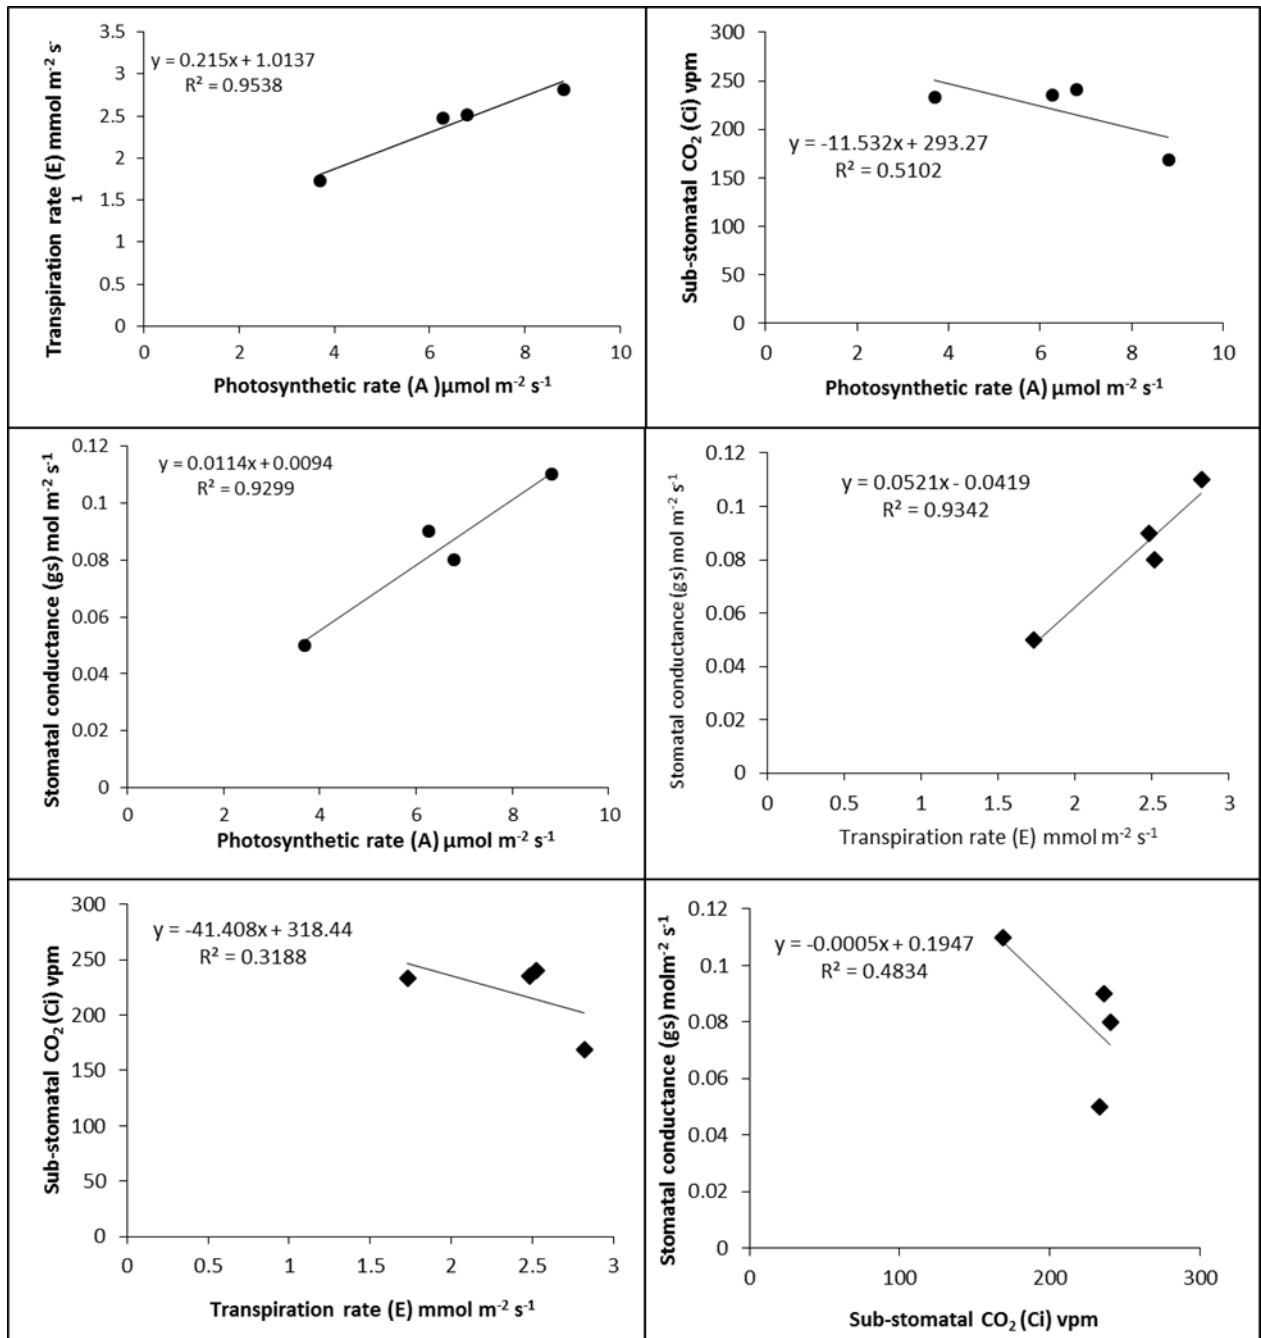 Transpiration rate (E) mmol m⁻² s⁻
1
3.5
3
2.5
2
1.5
1
0.5
0
y = 0.215x + 1.0137
R² = 0.9538
0 2 4 6 8 10
Photosynthetic rate (A )µmol m⁻² s⁻¹
Sub-stomatal CO₂ (Ci) vpm
300
250
200
150
100
50
0
y = -11.532x + 293.27
R² = 0.5102
0 2 4 6 8 10
Photosynthetic rate (A) µmol m⁻² s⁻¹
Stomatal conductance (gs) mol m⁻² s⁻¹
0.12
0.1
0.08
0.06
0.04
0.02
0
y = 0.0114x + 0.0094
R² = 0.9299
0 2 4 6 8 10
Photosynthetic rate (A) µmol m⁻² s⁻¹
Stomatal conductance (gs) mol m⁻² s⁻¹
0.12
0.1
0.08
0.06
0.04
0.02
0
y = 0.0521x - 0.0419
R² = 0.9342
0 0.5 1 1.5 2 2.5 3
Transpiration rate (E) mmol m⁻² s⁻¹
Sub-stomatal CO₂ (Ci) vpm
300
250
200
150
100
50
0
y = -41.408x + 318.44
R² = 0.3188
0 0.5 1 1.5 2 2.5 3
Transpiration rate (E) mmol m⁻² s⁻¹
Stomatal conductance (gs) molm⁻² s⁻¹
0.12
0.1
0.08
0.06
0.04
0.02
0
y = -0.0005x + 0.1947
R² = 0.4834
0 100 200 300
Sub-stomatal CO₂ (Ci) vpm